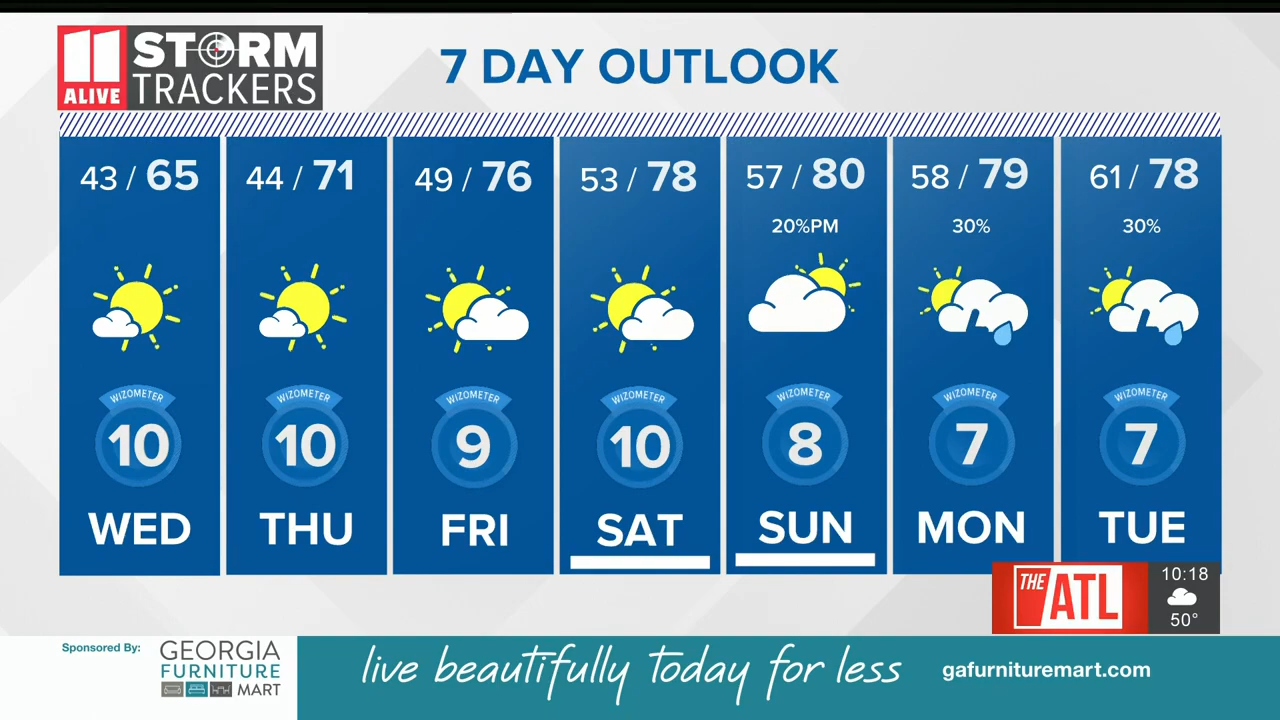 11 ALIVE
STORM
TRACKERS
7 DAY OUTLOOK
43 / 65
WIZOMETER
10
WED
44 / 71
WIZOMETER
10
THU
49 / 76
WIZOMETER
9
FRI
53 / 78
WIZOMETER
10
SAT
57 / 80
20%PM
WIZOMETER
8
SUN
58 / 79
30%
WIZOMETER
7
MON
61 / 78
30%
WIZOMETER
7
TUE
THE ATL
10:18
50°
Sponsored By:
GEORGIA
FURNITURE
MART
live beautifully today for less
gafurnituremart.com